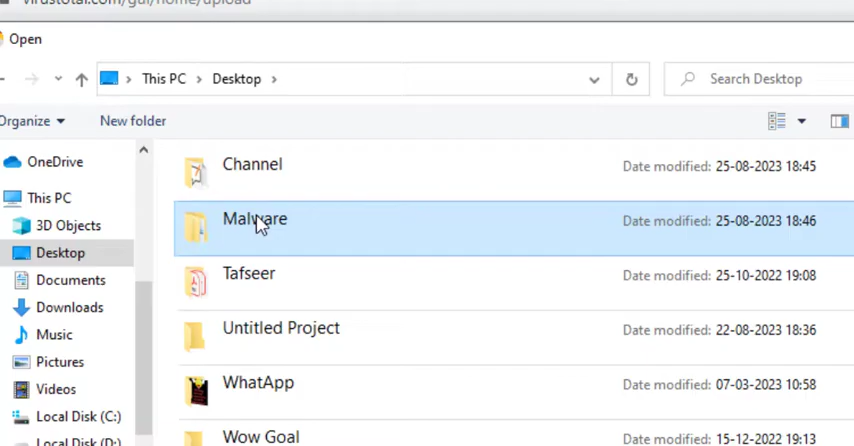 virustotal.com/gui/home/upload
Open
This PC > Desktop >
Search Desktop
Organize
New folder
OneDrive
This PC
3D Objects
Desktop
Documents
Downloads
Music
Pictures
Videos
Local Disk (C:)
Local Disk (D:)
Channel
Date modified: 25-08-2023 18:45
Malware
Date modified: 25-08-2023 18:46
Tafseer
Date modified: 25-10-2022 19:08
Untitled Project
Date modified: 22-08-2023 18:36
WhatApp
Date modified: 07-03-2023 10:58
Wow Goal
Date modified: 15-12-2022 19:13